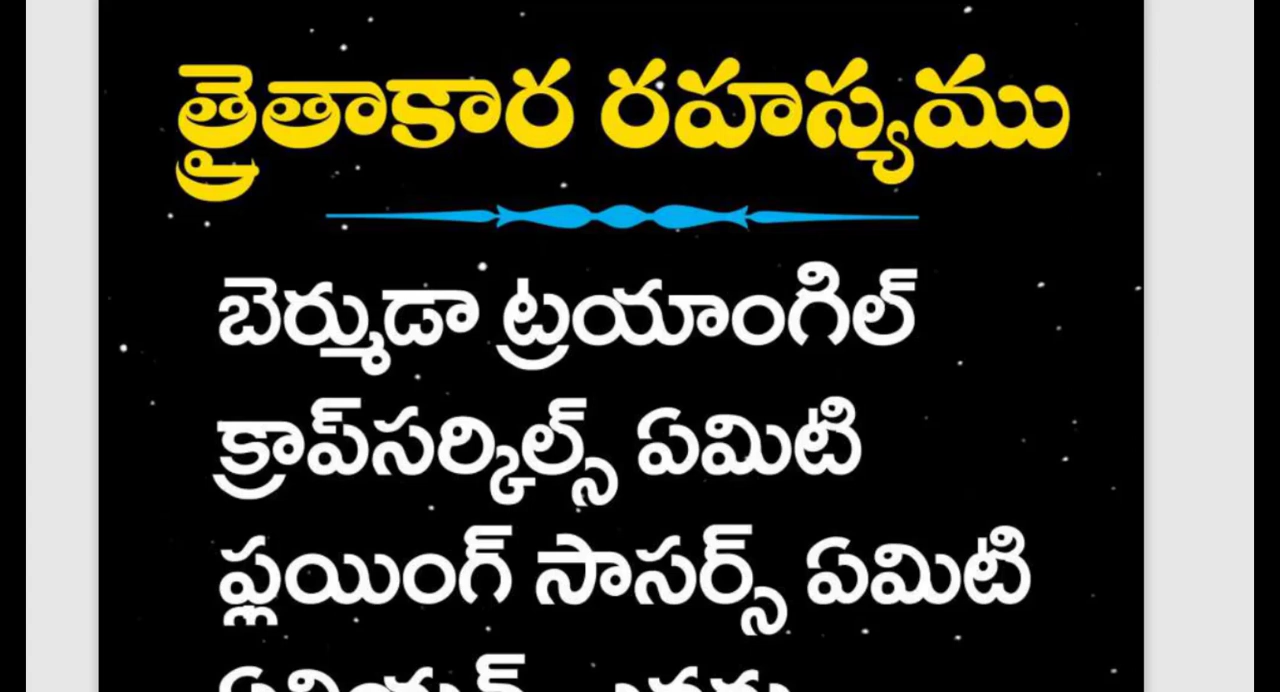 త్రైతాకార రహస్యము
బెర్ముడా ట్రయాంగిల్
క్రాప్‌సర్కిల్స్ ఏమిటి
ఫ్లయింగ్ సాసర్స్ ఏమిటి